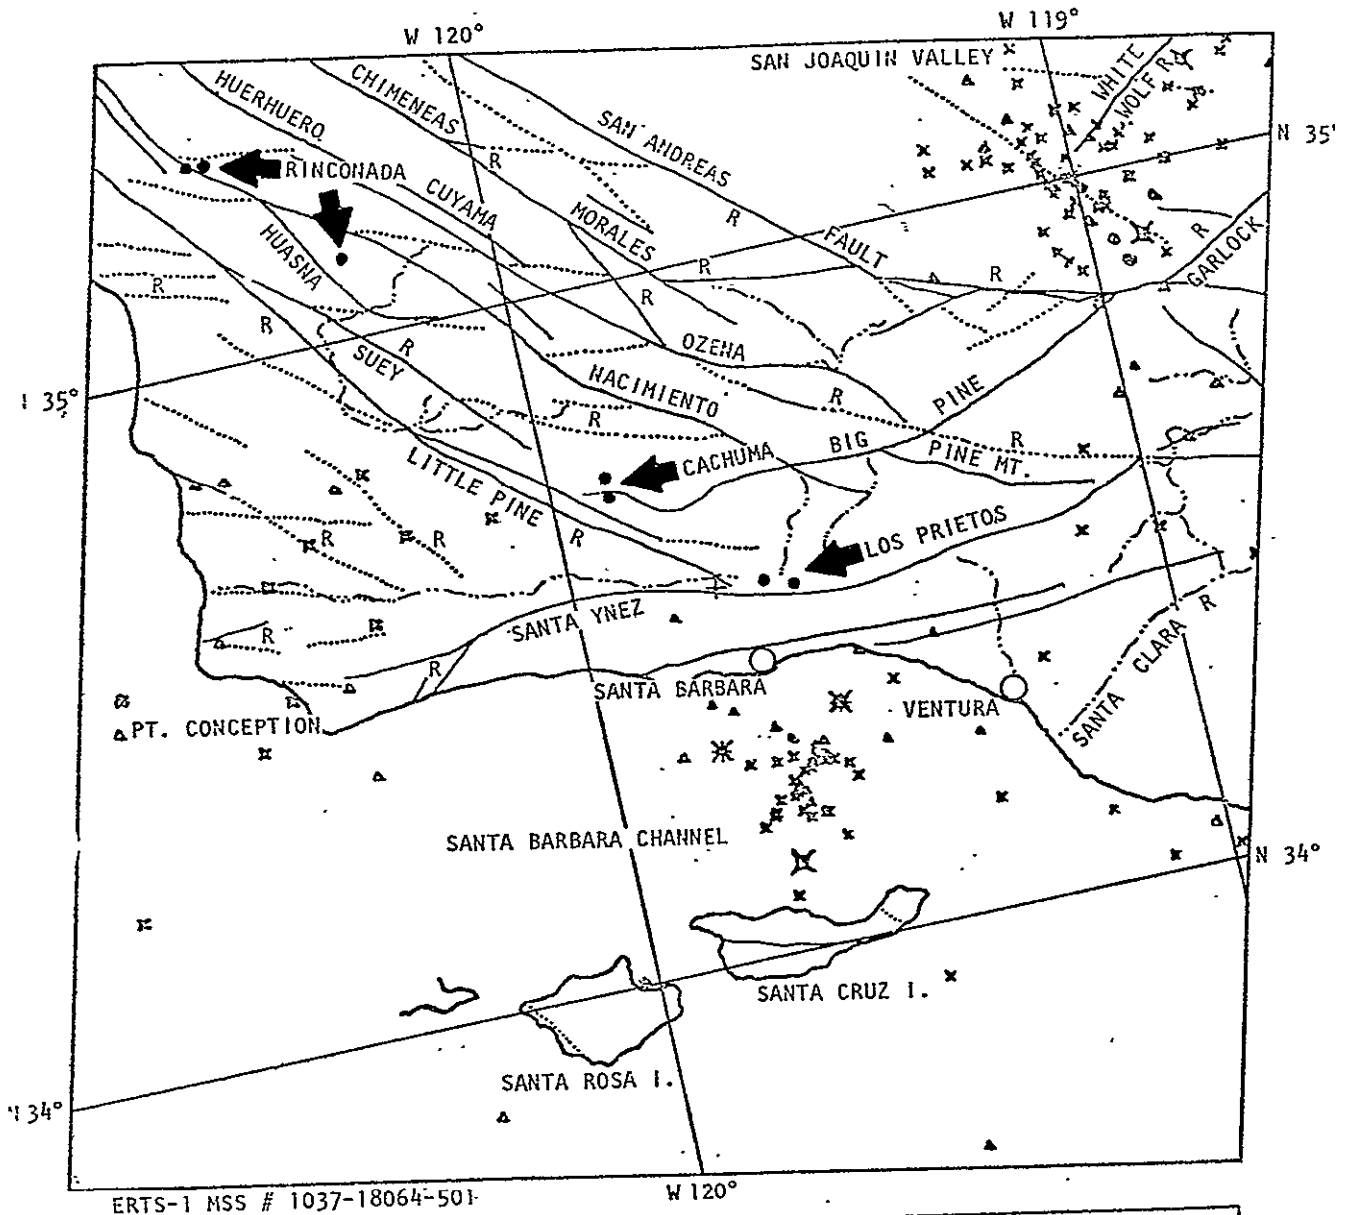 W 120°
W 119°
SAN JOAQUIN VALLEY
WHITE
WOLF R
HUERHUERO
CHIMENEAS
SAN ANDREAS
N 35'
R
RINCONADA
CUYAMA
MORALES
R
FAULT
R
GARLOCK
HUASNA
R
R
R
R
R
R
SUEY
OZENA
I 35°
NACIMIENTO
R
PINE
R
BIG
R
PINE MT.
CACHUMA
LITTLE PINE
R
R
R
LOS PRIETOS
SANTA YNEZ
R
R
R
SANTA CLARA
SANTA BARBARA
VENTURA
PT. CONCEPTION
SANTA BARBARA CHANNEL
N 34°
SANTA CRUZ I.
SANTA ROSA I.
34°
W 120°
ERTS-1 MSS # 1037-18064-501